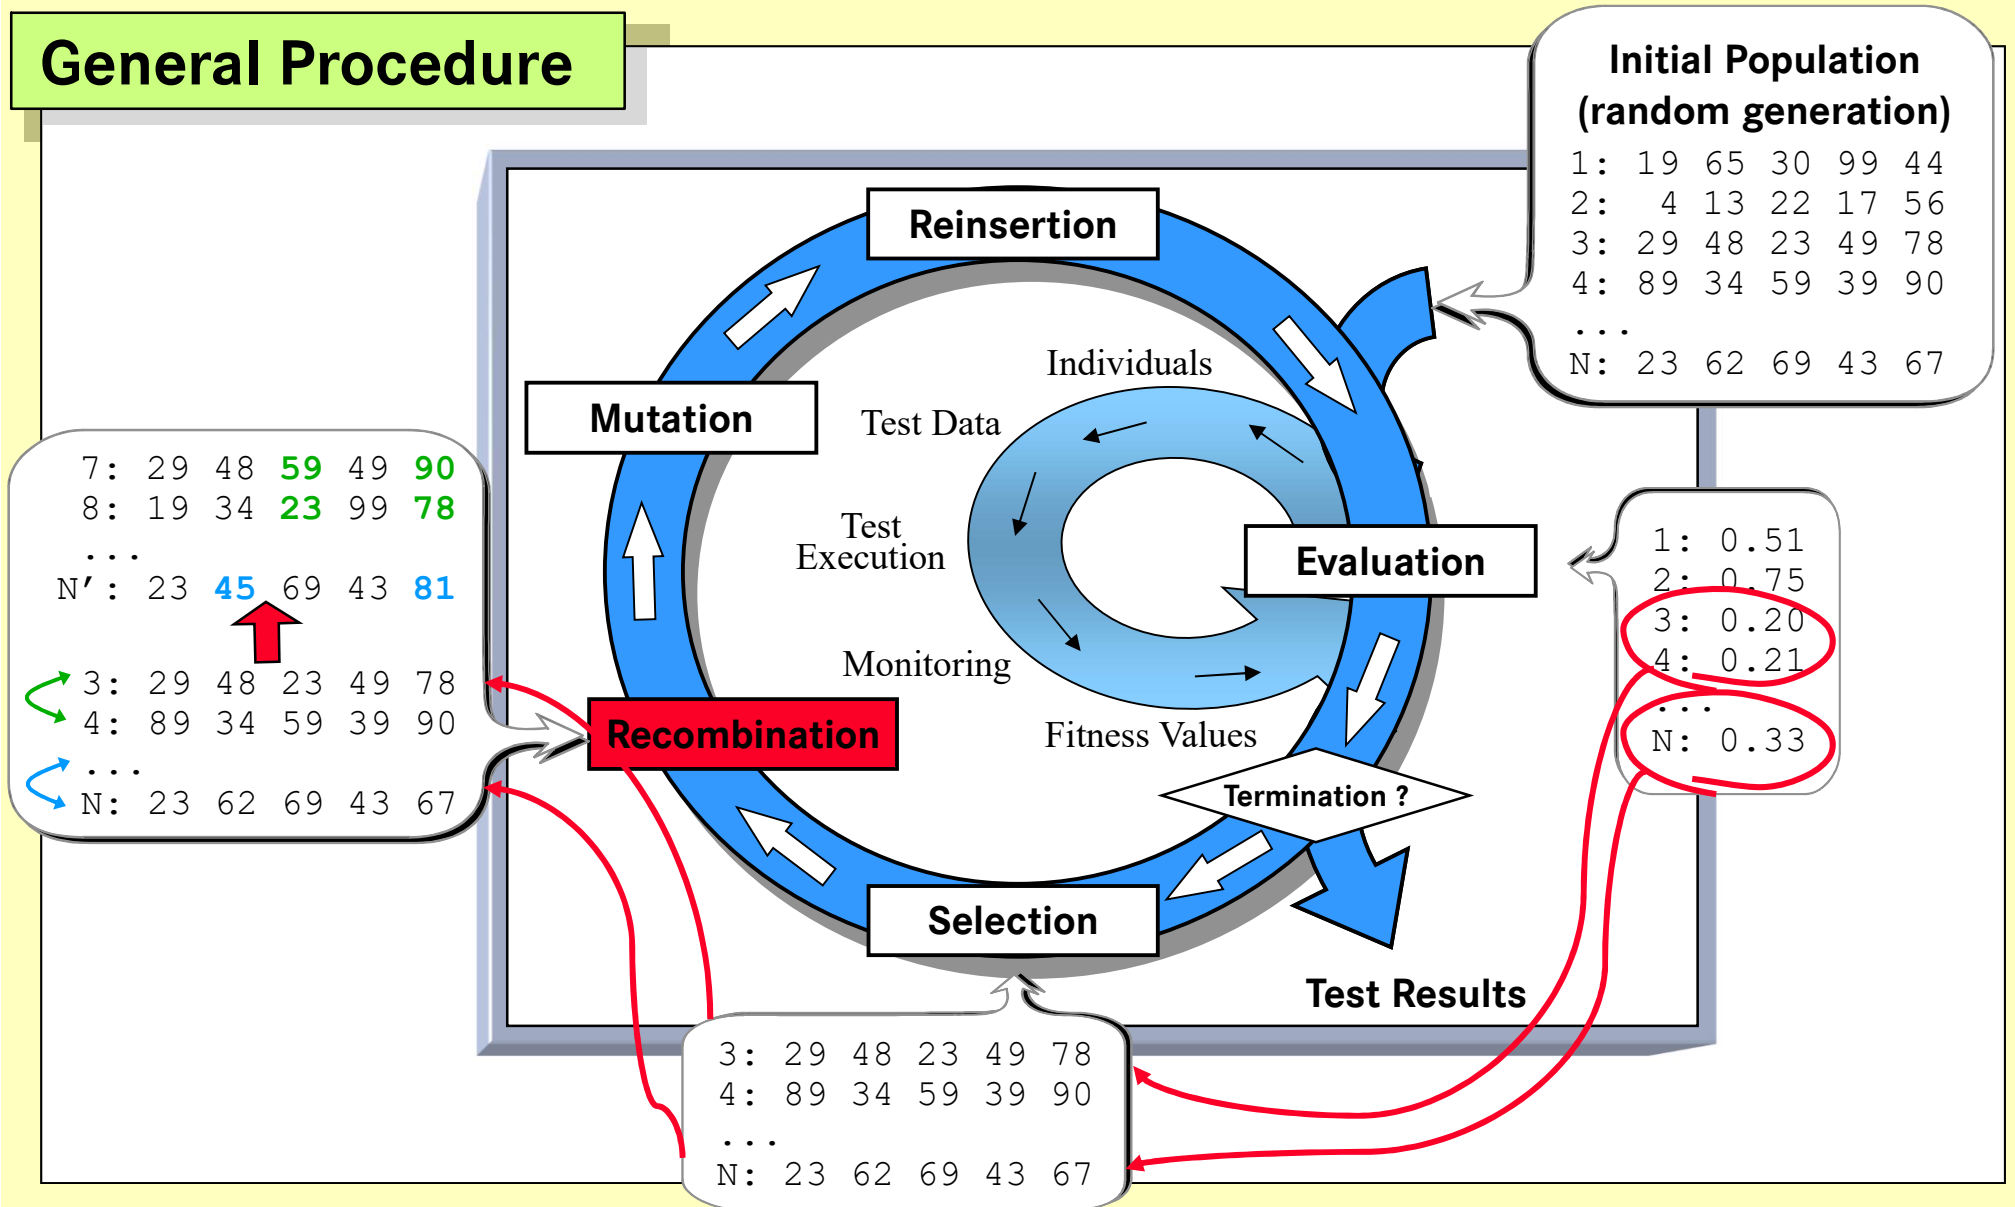 General Procedure
Initial Population
(random generation)
1: 19 65 30 99 44
2: 4 13 22 17 56
3: 29 48 23 49 78
4: 89 34 59 39 90
...
N: 23 62 69 43 67
Reinsertion
Individuals
Test Data
Test
Execution
Monitoring
Fitness Values
Mutation
Evaluation
1: 0.51
2: 0.75
3: 0.20
4: 0.21
...
N: 0.33
7: 29 48 59 49 90
8: 19 34 23 99 78
...
N': 23 45 69 43 81
3: 29 48 23 49 78
4: 89 34 59 39 90
...
N: 23 62 69 43 67
Recombination
Termination ?
Selection
Test Results
3: 29 48 23 49 78
4: 89 34 59 39 90
...
N: 23 62 69 43 67